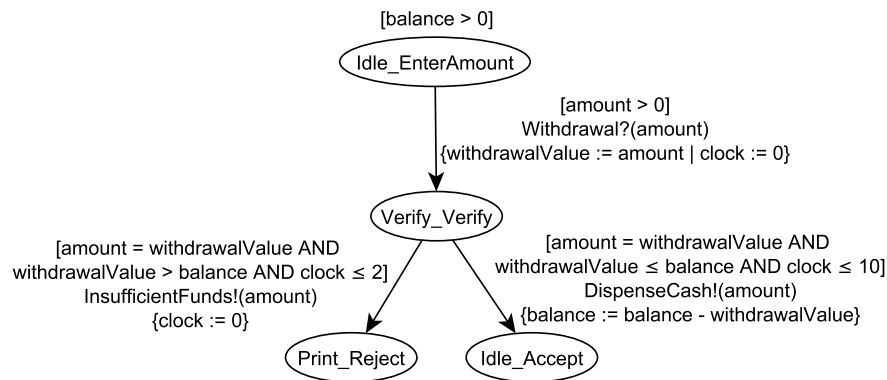 [balance > 0]
Idle_EnterAmount
[amount > 0]
Withdrawal?(amount)
{withdrawalValue := amount | clock := 0}
Verify_Verify
[amount = withdrawalValue AND
withdrawalValue > balance AND clock ≤ 2]
InsufficientFunds!(amount)
{clock := 0}
[amount = withdrawalValue AND
withdrawalValue ≤ balance AND clock ≤ 10]
DispenseCash!(amount)
{balance := balance - withdrawalValue}
Print_Reject
Idle_Accept